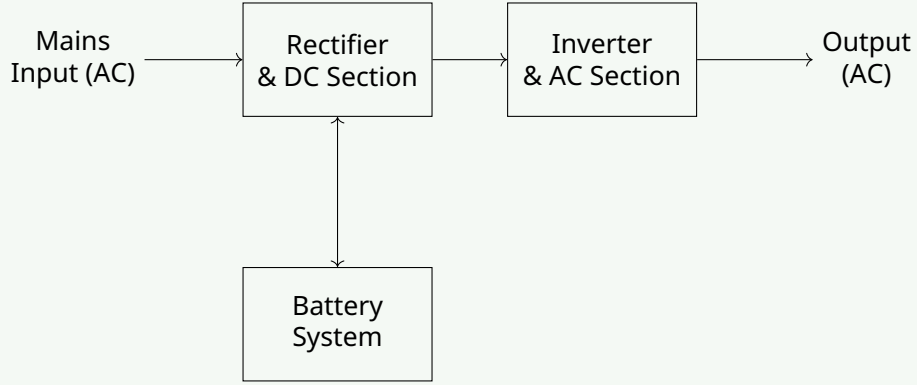 Mains
Input (AC)
Rectifier
& DC Section
Inverter
& AC Section
Output
(AC)
Battery
System